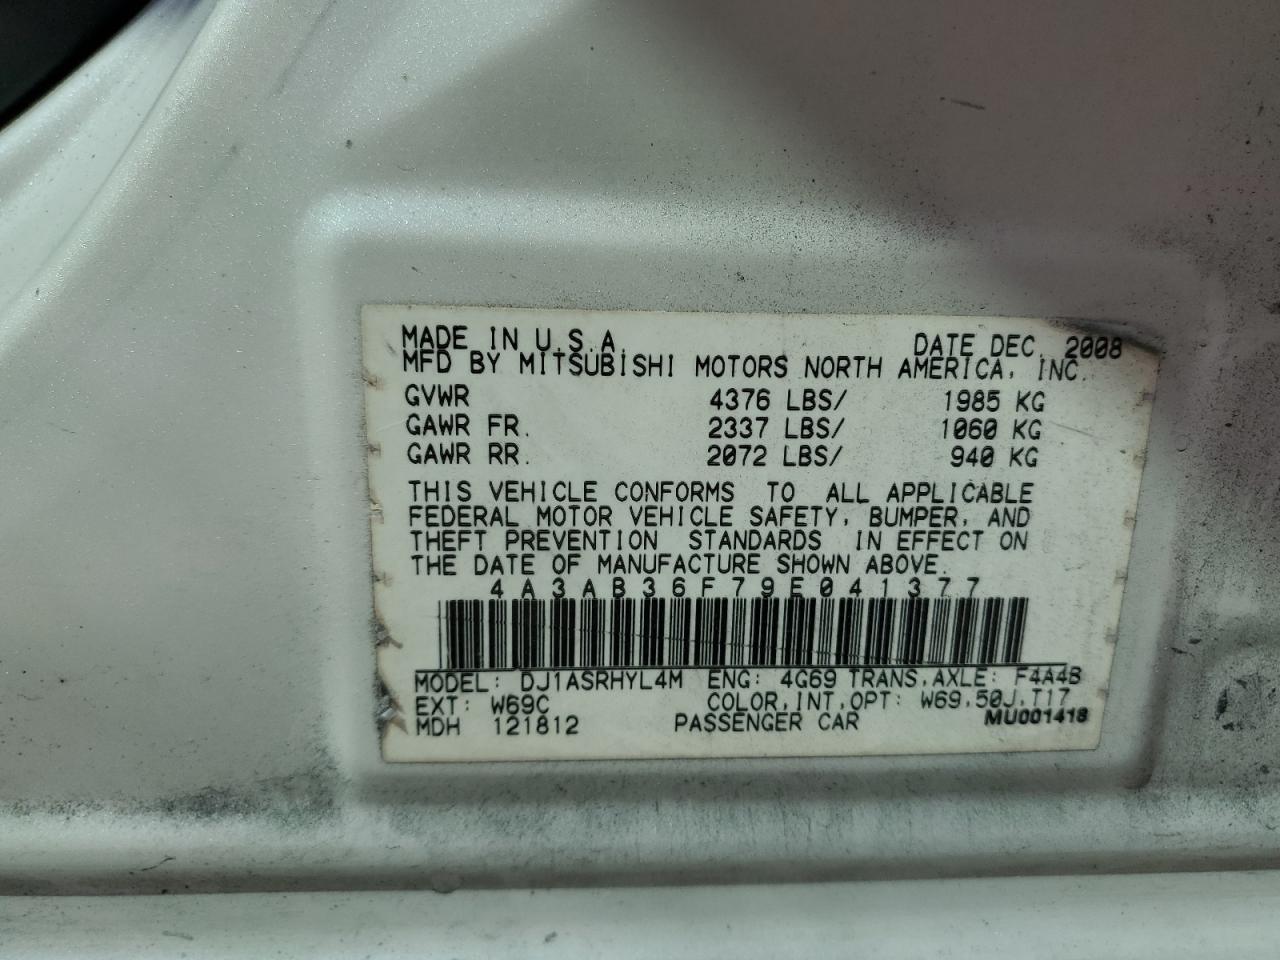 MADE IN U.S.A DATE DEC. 2008
MFD BY MITSUBISHI MOTORS NORTH AMERICA, INC.
GVWR 4376 LBS/ 1985 KG
GAWR FR. 2337 LBS/ 1060 KG
GAWR RR. 2072 LBS/ 940 KG
THIS VEHICLE CONFORMS TO ALL APPLICABLE
FEDERAL MOTOR VEHICLE SAFETY, BUMPER, AND
THEFT PREVENTION STANDARDS IN EFFECT ON
THE DATE OF MANUFACTURE SHOWN ABOVE.
4A3AB36F79E041377
MODEL: DJ1ASRHYL4M ENG: 4G69 TRANS,AXLE: F4A4B
EXT: W69C COLOR,INT,OPT: W69,50J,T17
MDH 121812 PASSENGER CAR MU001418